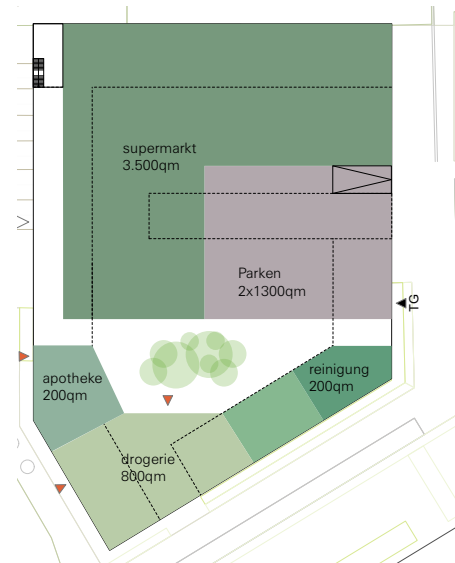 supermarkt
3.500qm
Parken
2x1300qm
TG
apotheke
200qm
reinigung
200qm
drogerie
800qm